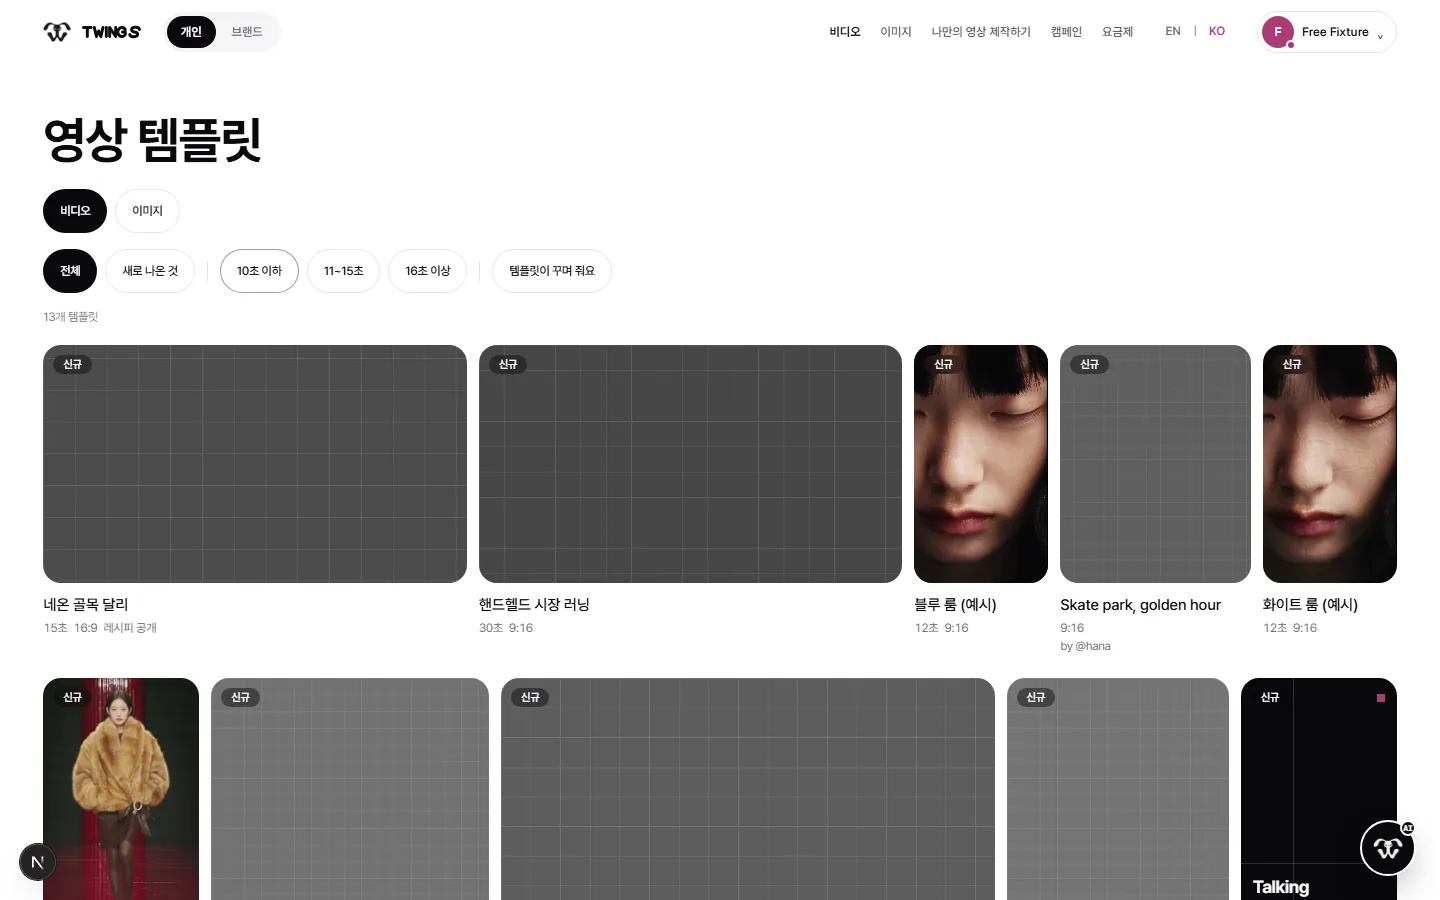 TWINGS
개인
브랜드
비디오
이미지
나만의 영상 제작하기
캠페인
요금제
EN | KO
F
Free Fixture
영상 템플릿
비디오
이미지
전체
새로 나온 것
10초 이하
11~15초
16초 이상
템플릿이 꾸며 줘요
13개 템플릿
신규
신규
신규
신규
신규
네온 골목 달리
15초 16:9 레시피 공개
핸드헬드 시장 러닝
30초 9:16
블루 룸 (예시)
12초 9:16
Skate park, golden hour
9:16
by @hana
화이트 룸 (예시)
12초 9:16
신규
신규
신규
신규
신규
Talking
N
AI